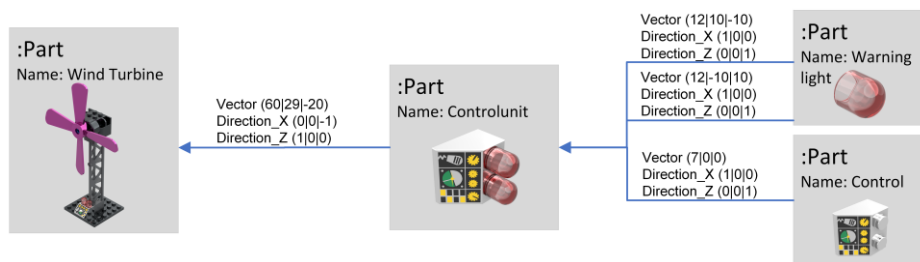 :Part
Name: Wind Turbine
Vector (60|29|-20)
Direction_X (0|0|-1)
Direction_Z (1|0|0)
:Part
Name: Controlunit
Vector (12|10|-10)
Direction_X (1|0|0)
Direction_Z (0|0|1)
Vector (12|-10|10)
Direction_X (1|0|0)
Direction_Z (0|0|1)
Vector (7|0|0)
Direction_X (1|0|0)
Direction_Z (0|0|1)
:Part
Name: Warning
light
:Part
Name: Control